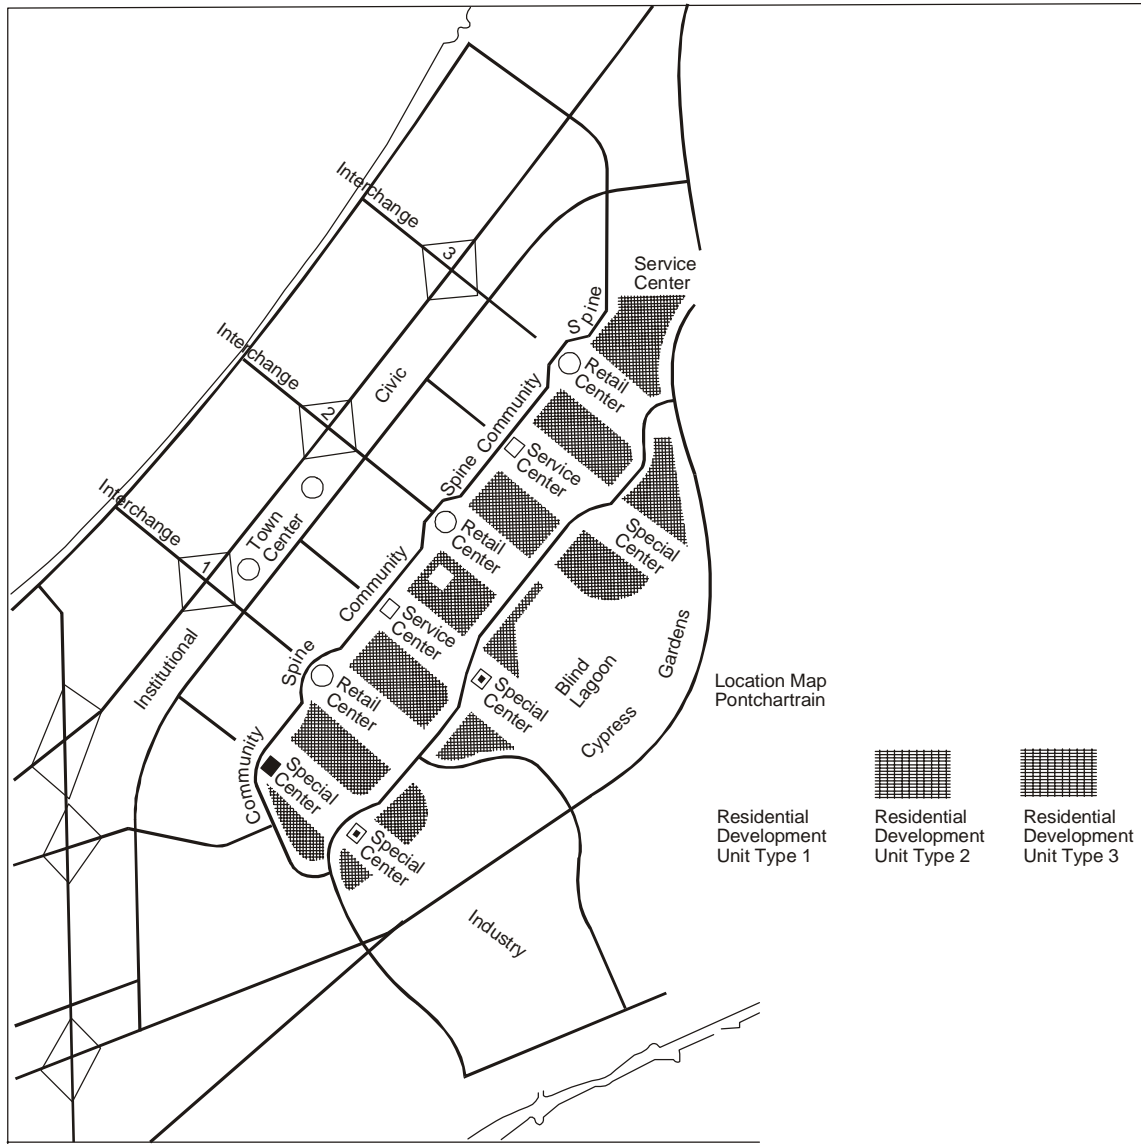 Interchange
3
Service
Center
Spine
Interchange
2
Civic
Retail
Center
Community
Service
Center
Spine
Interchange
1
Town
Center
Retail
Center
Special
Center
Community
Service
Center
Institutional
Spine
Retail
Center
Special
Center
Blind
Lagoon
Gardens
Cypress
Community
Special
Center
Special
Center
Industry
Location Map
Pontchartrain
Residential
Development
Unit Type 1
Residential
Development
Unit Type 2
Residential
Development
Unit Type 3